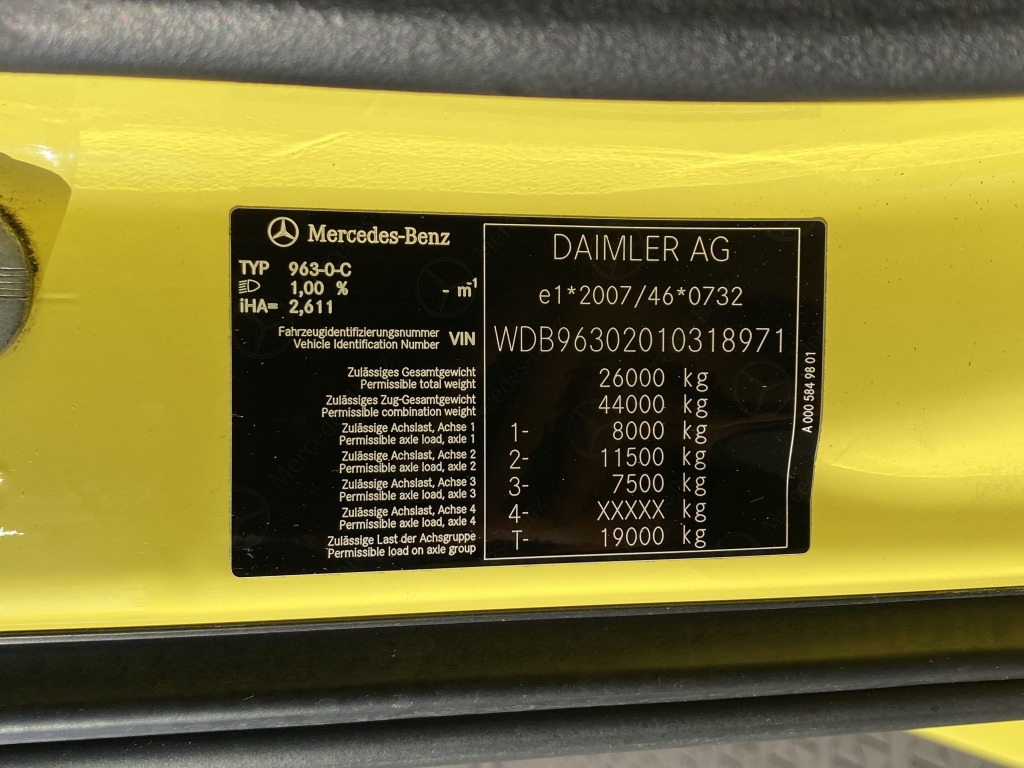 Mercedes-Benz
DAIMLER AG
TYP 963-0-C
1,00 % - m⁻¹
iHA= 2,611
e1*2007/46*0732
Fahrzeugidentifizierungsnummer
Vehicle Identification Number VIN WDB96302010318971
Zulässiges Gesamtgewicht
Permissible total weight 26000 kg
Zulässiges Zug-Gesamtgewicht
Permissible combination weight 44000 kg
Zulässige Achslast, Achse 1
Permissible axle load, axle 1 1- 8000 kg
Zulässige Achslast, Achse 2
Permissible axle load, axle 2 2- 11500 kg
Zulässige Achslast, Achse 3
Permissible axle load, axle 3 3- 7500 kg
Zulässige Achslast, Achse 4
Permissible axle load, axle 4 4- XXXXX kg
Zulässige Last der Achsgruppe
Permissible load on axle group T- 19000 kg
A 000 584 98 01